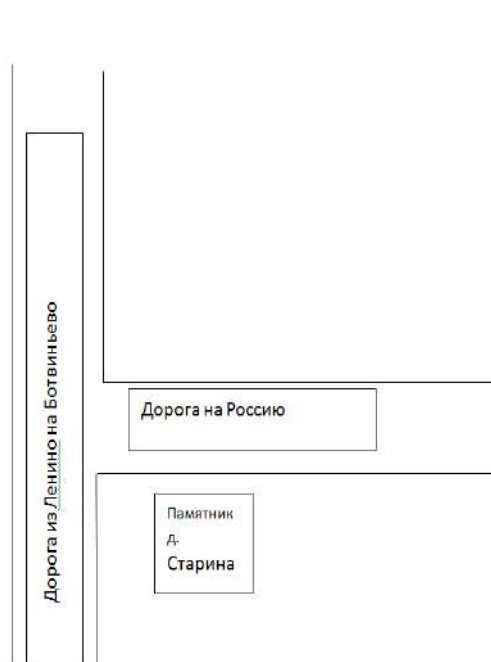 Дорога из Ленино на Ботвиньево
Дорога на Россию
Памятник
д.
Старина